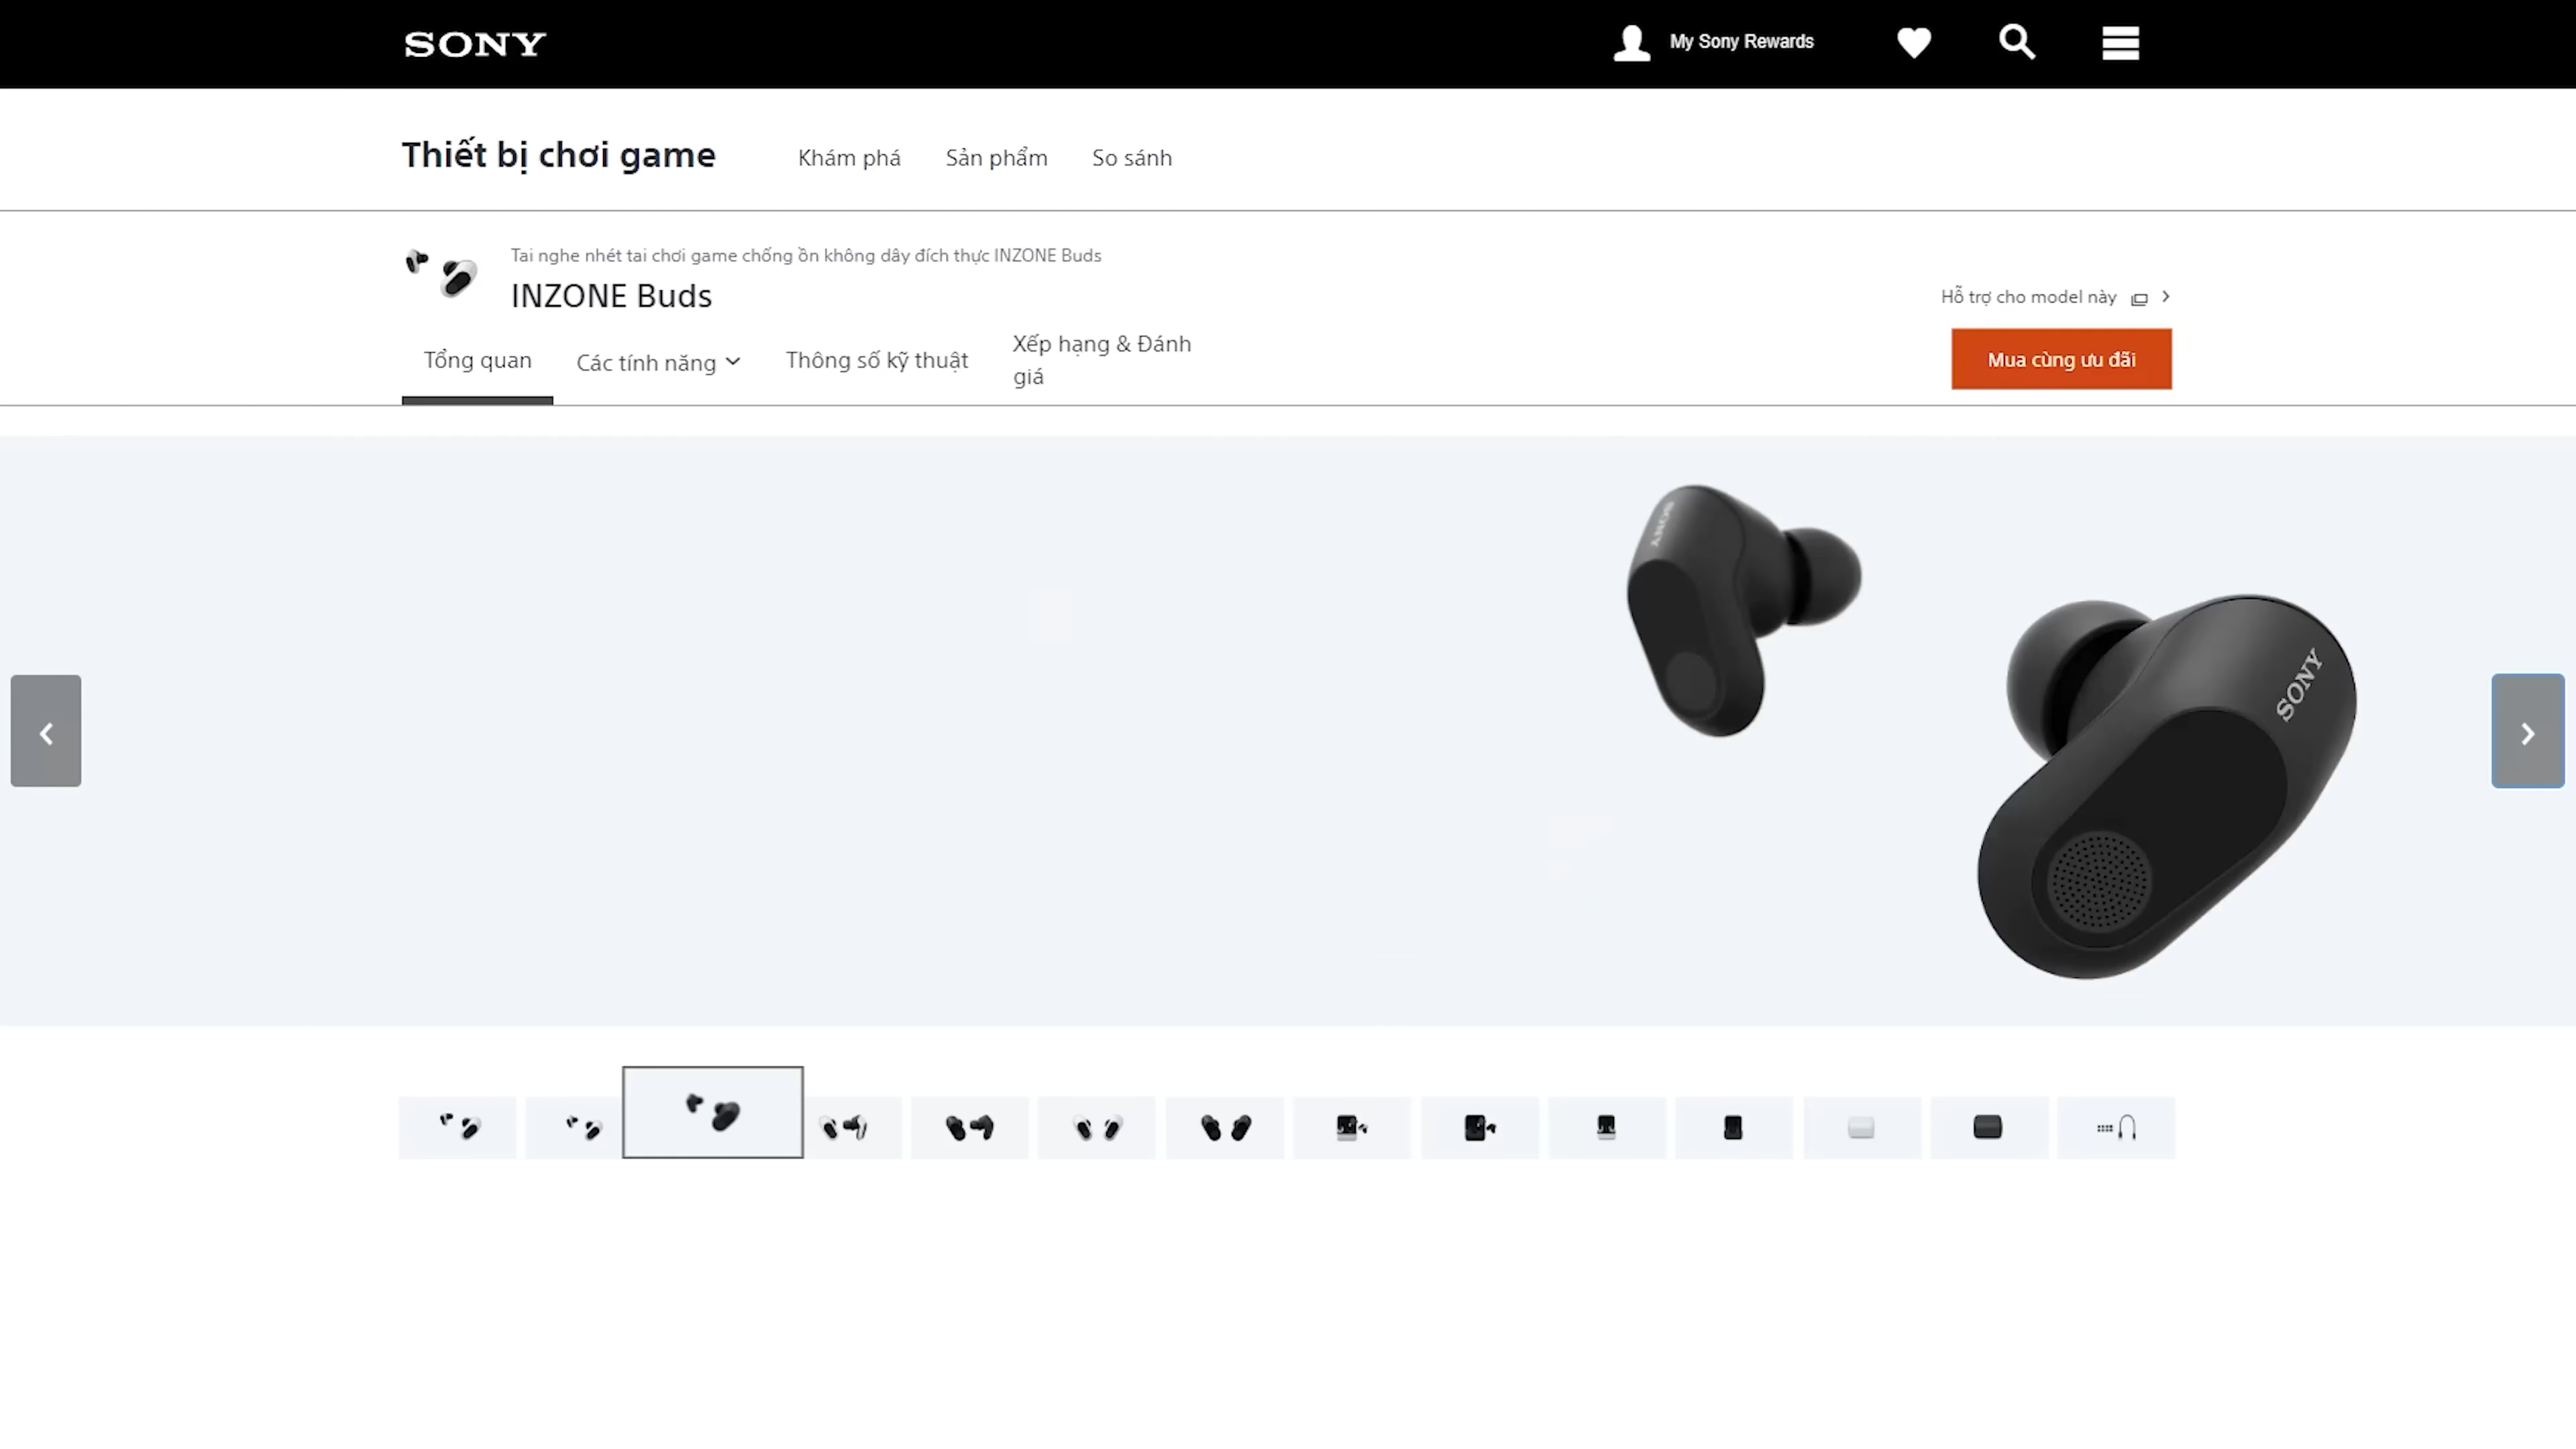 SONY
My Sony Rewards
Thiết bị chơi game
Khám phá
Sản phẩm
So sánh
Tai nghe nhét tai chơi game chống ồn không dây đích thực INZONE Buds
INZONE Buds
Hỗ trợ cho model này
Tổng quan
Các tính năng
Thông số kỹ thuật
Xếp hạng & Đánh
giá
Mua cùng ưu đãi
SONY
SONY